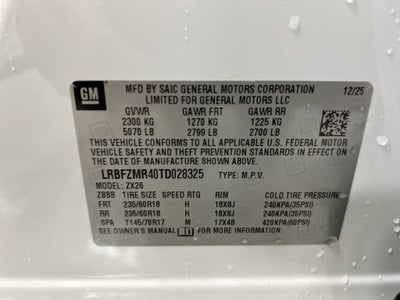 GM
MFD BY SAIC GENERAL MOTORS CORPORATION LIMITED FOR GENERAL MOTORS LLC
12/25
GVWR GAWR FRT GAWR RR
2300 KG 1270 KG 1225 KG
5070 LB 2799 LB 2700 LB
THIS VEHICLE CONFORMS TO ALL APPLICABLE U.S. FEDERAL MOTOR VEHICLE SAFETY, BUMPER, AND THEFT PREVENTION STANDARDS IN EFFECT ON THE DATE OF MANUFACTURE SHOWN ABOVE.
LRBFZMR40TD028325 TYPE: M.P.V.
MODEL: ZX26
ZBBB TIRE SIZE SPEED RTG RIM COLD TIRE PRESSURE
FRT 235/60R18 H 18X8J 240KPA(35PSI)
RR 235/60R18 H 18X8J 240KPA(35PSI)
SPA T145/70R17 M 17X4B 420KPA(60PSI)
SEE OWNER'S MANUAL